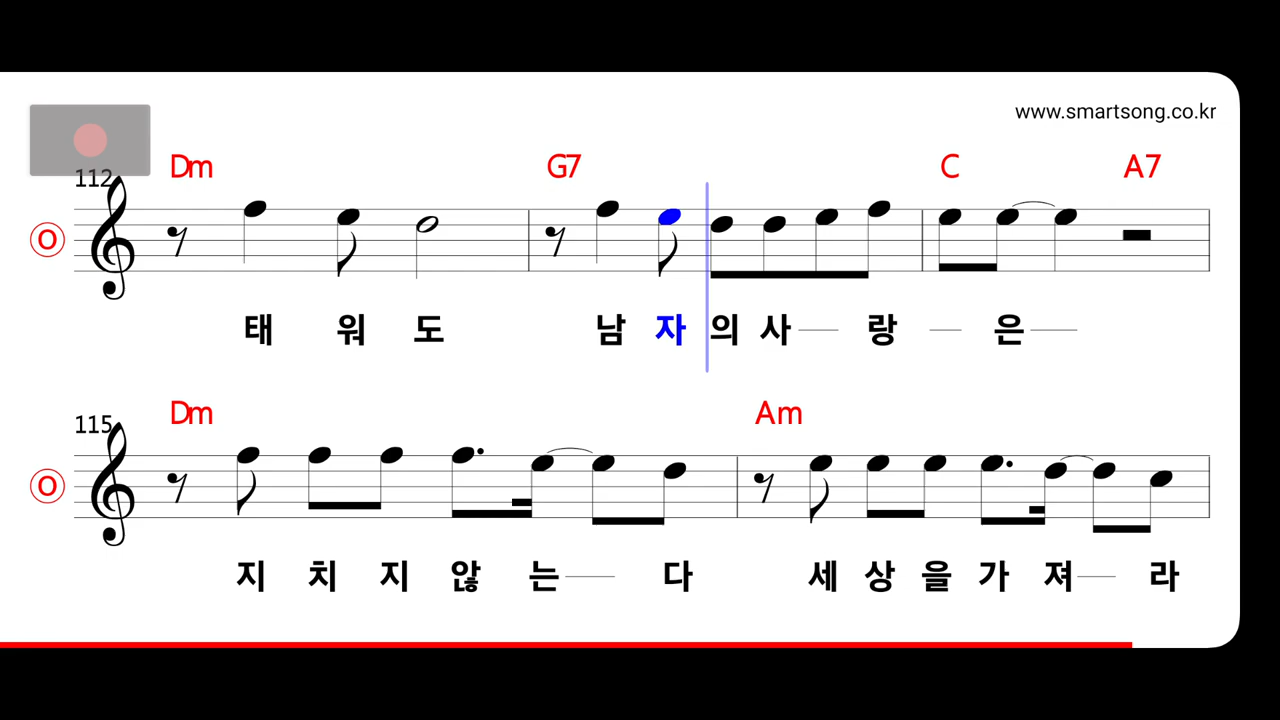 www.smartsong.co.kr
Dm G7 C A7
112
O
태 워 도 남 자 의 사 랑 은
Dm Am
115
O
지 치 지 않 는 다 세 상 을 가 져 라